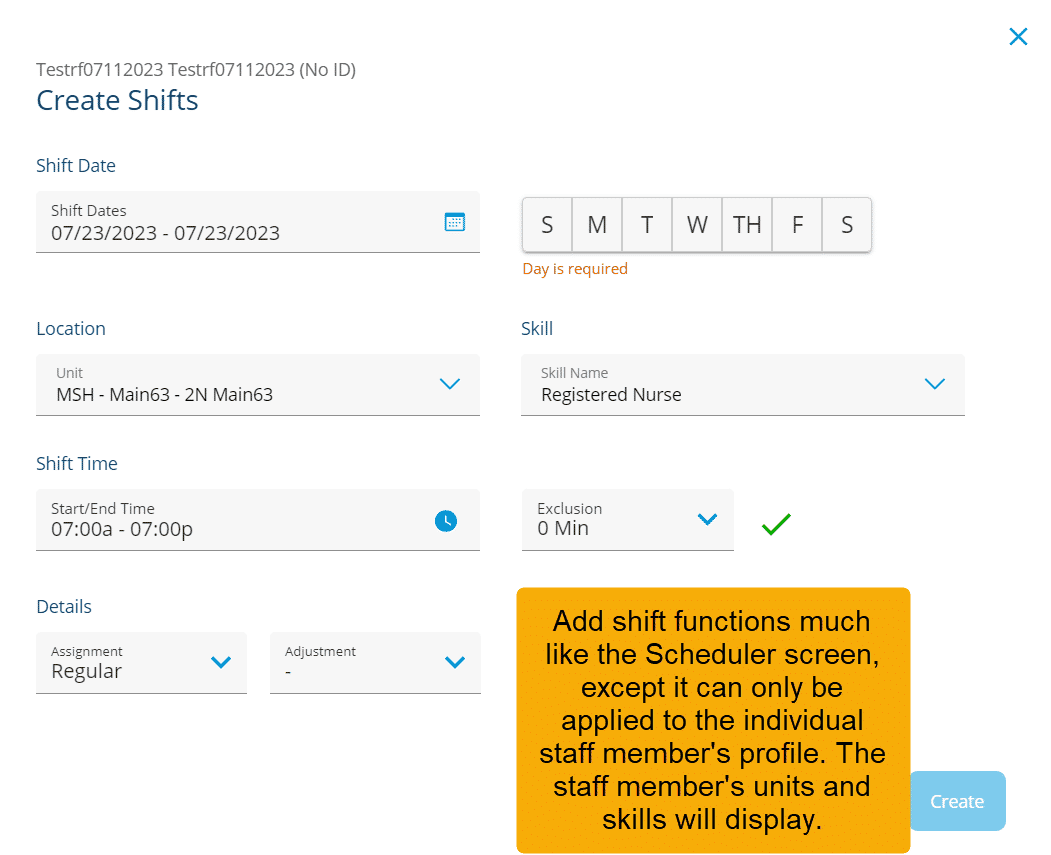 Testrf07112023 Testrf07112023 (No ID)
Create Shifts
Shift Date
Shift Dates
07/23/2023 - 07/23/2023
S M T W TH F S
Day is required
Location
Skill
Unit
MSH - Main63 - 2N Main63
Skill Name
Registered Nurse
Shift Time
Start/End Time
07:00a - 07:00p
Exclusion
0 Min
Details
Assignment
Regular
Adjustment
-
Add shift functions much
like the Scheduler screen,
except it can only be
applied to the individual
staff member's profile. The
staff member's units and
skills will display.
Create